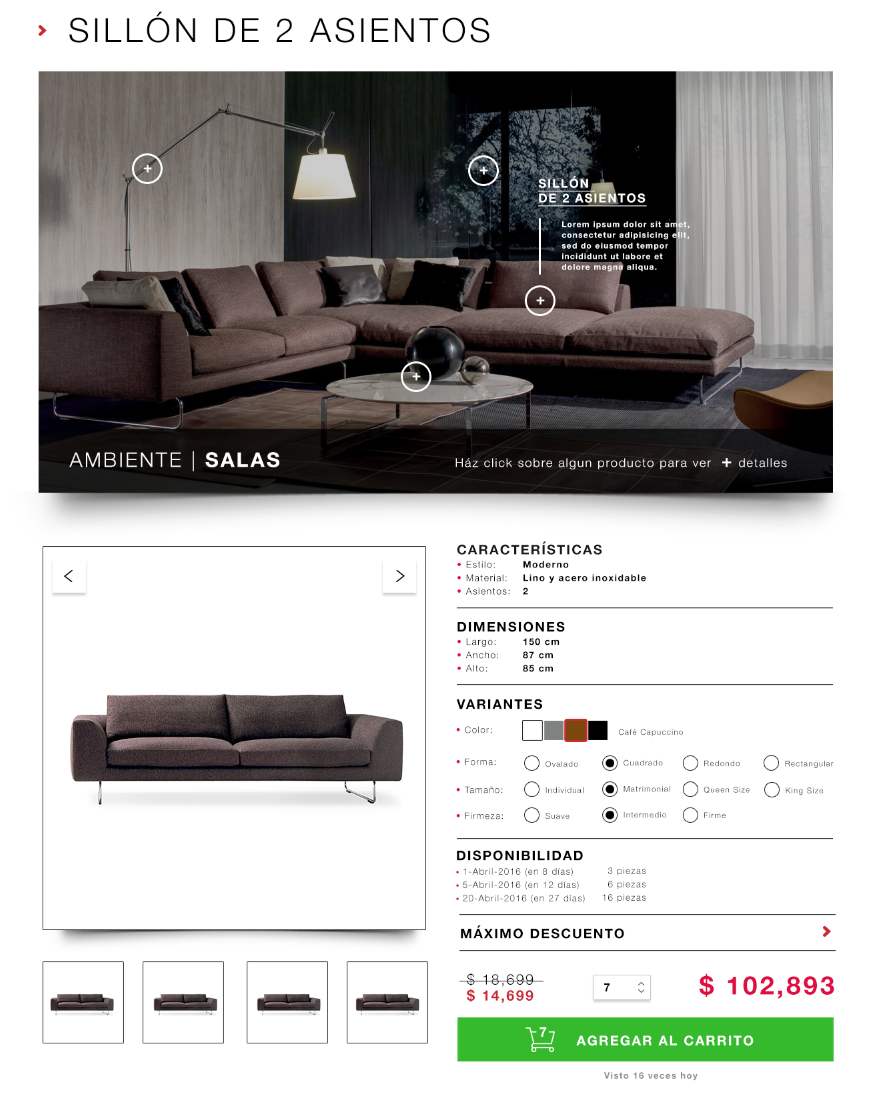 SILLÓN DE 2 ASIENTOS
SILLÓN
DE 2 ASIENTOS
Lorem ipsum dolor sit amet,
consectetur adipisicing elit,
sed do eiusmod tempor
incididunt ut labore et
dolore magna aliqua.
AMBIENTE | SALAS
Ház click sobre algun producto para ver + detalles
CARACTERÍSTICAS
• Estilo: Moderno
• Material: Lino y acero inoxidable
• Asientos: 2
DIMENSIONES
• Largo: 150 cm
• Ancho: 87 cm
• Alto: 85 cm
VARIANTES
• Color: Café Capuccino
• Forma: Ovalado Cuadrado Redondo Rectangular
• Tamaño: Individual Matrimonial Queen Size King Size
• Firmeza: Suave Intermedio Firme
DISPONIBILIDAD
• 1-Abril-2016 (en 8 días) 3 piezas
• 5-Abril-2016 (en 12 días) 6 piezas
• 20-Abril-2016 (en 27 días) 16 piezas
MÁXIMO DESCUENTO
$ 18,699
$ 14,699
7
$ 102,893
7
AGREGAR AL CARRITO
Visto 16 veces hoy